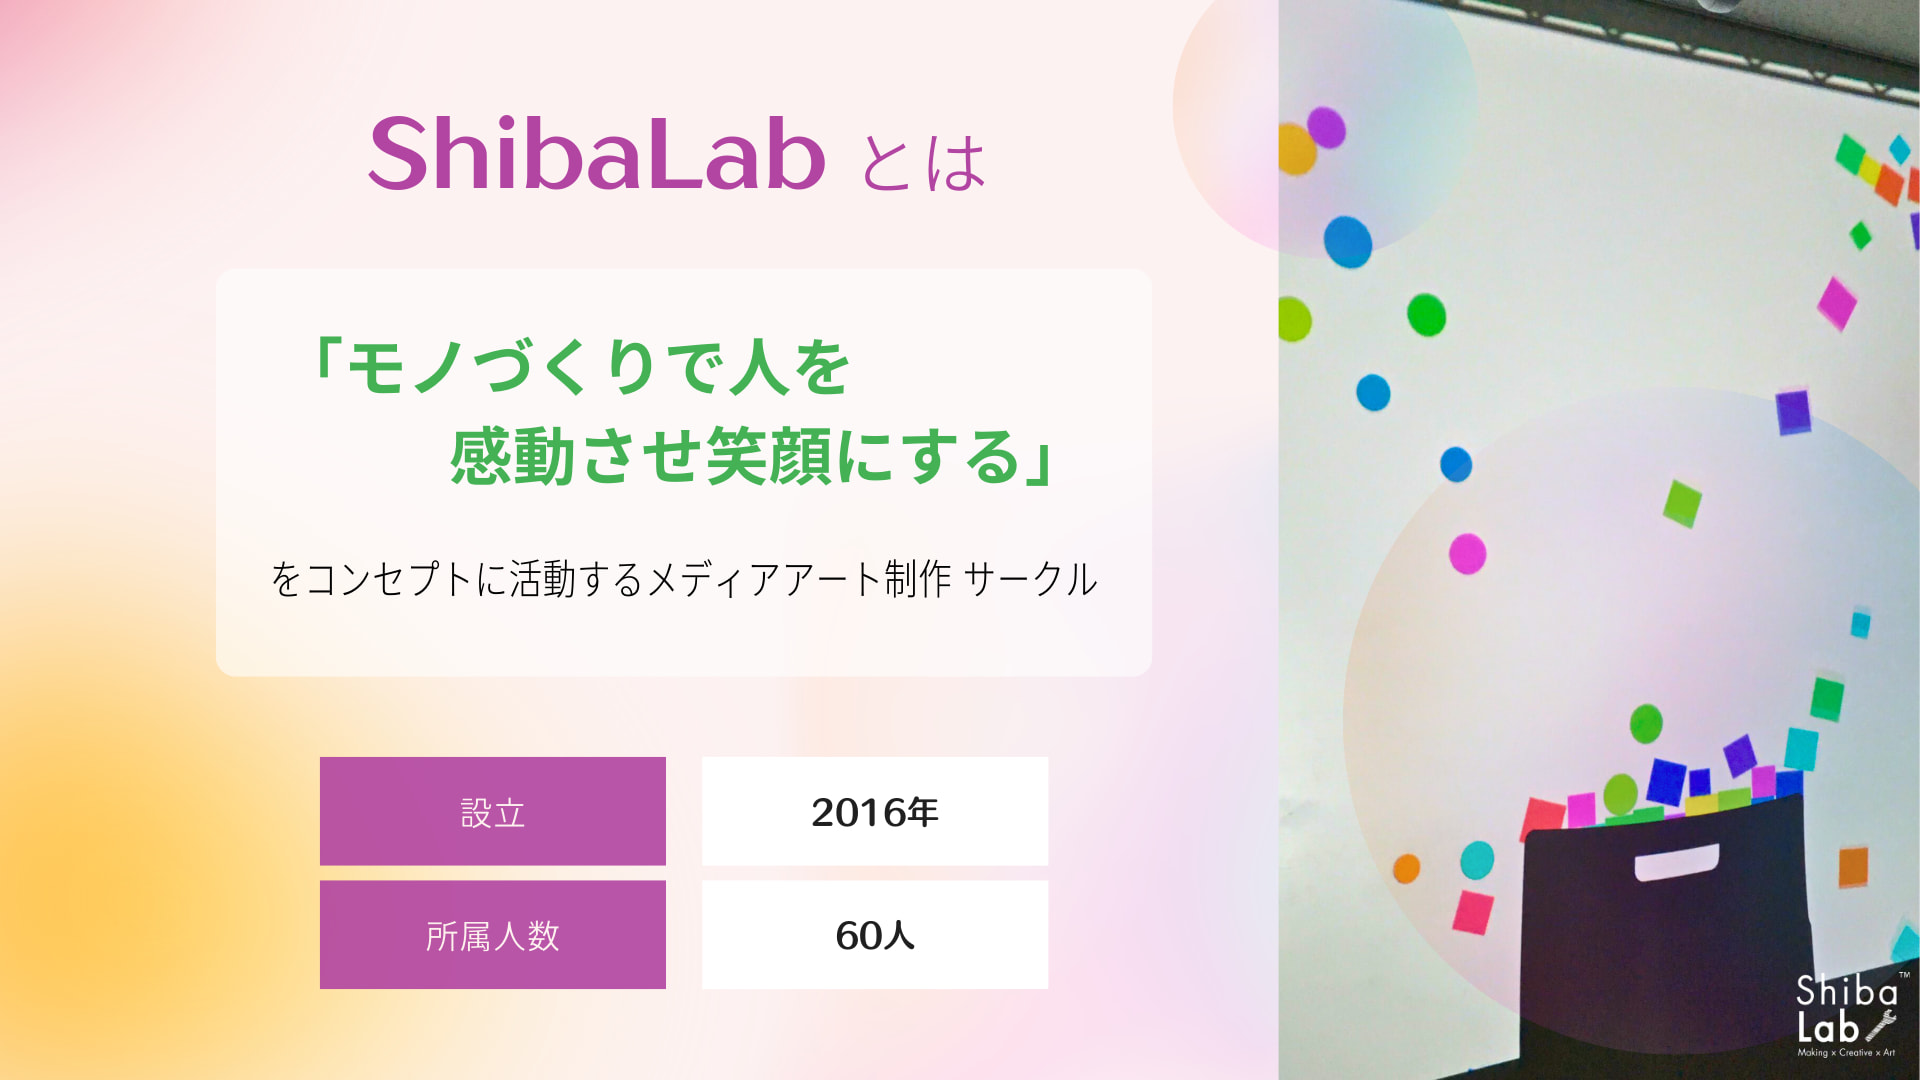 ShibaLab とは
「モノづくりで人を
感動させ笑顔にする」
をコンセプトに活動するメディアアート制作 サークル
設立
2016年
所属人数
60人
Shiba™
Lab
Making x Creative x Art